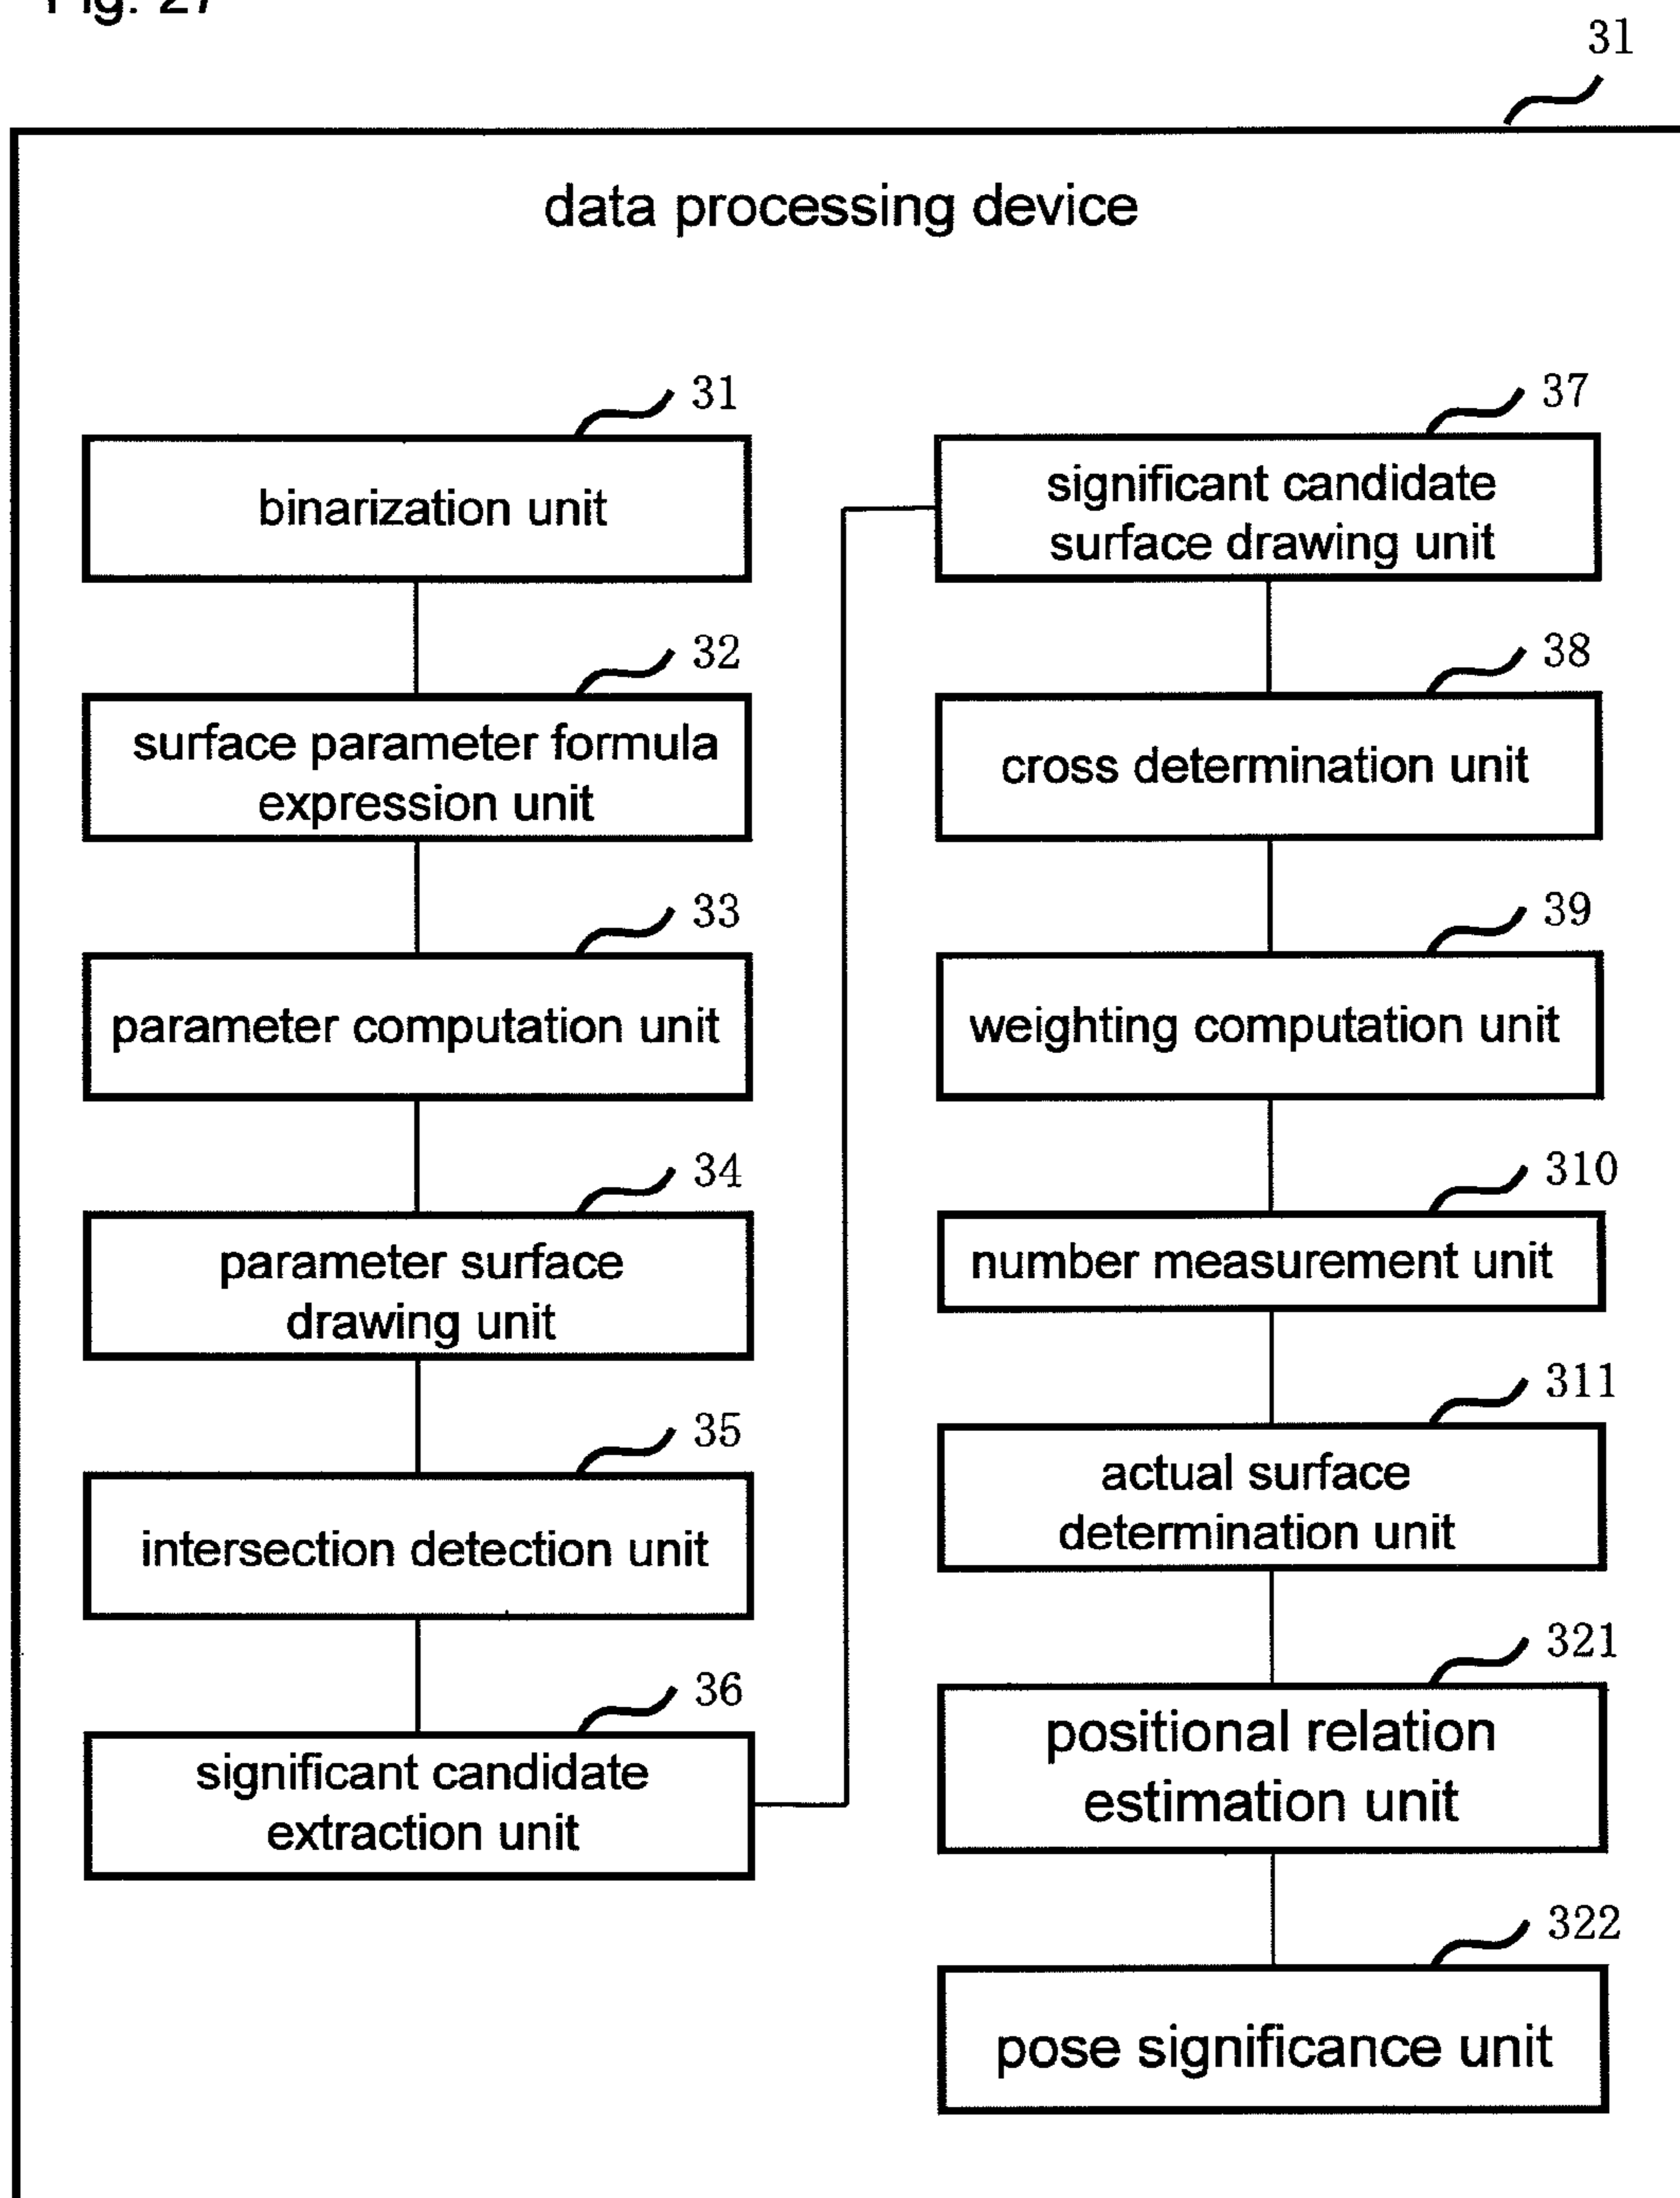 Fig. 27
31
data processing device
31
binarization unit
32
surface parameter formula
expression unit
33
parameter computation unit
34
parameter surface
drawing unit
35
intersection detection unit
36
significant candidate
extraction unit
37
significant candidate
surface drawing unit
38
cross determination unit
39
weighting computation unit
310
number measurement unit
311
actual surface
determination unit
321
positional relation
estimation unit
322
pose significance unit